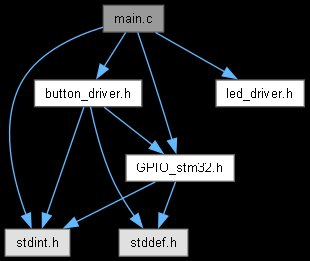 main.c
button_driver.h
led_driver.h
GPIO_stm32.h
stdint.h
stddef.h